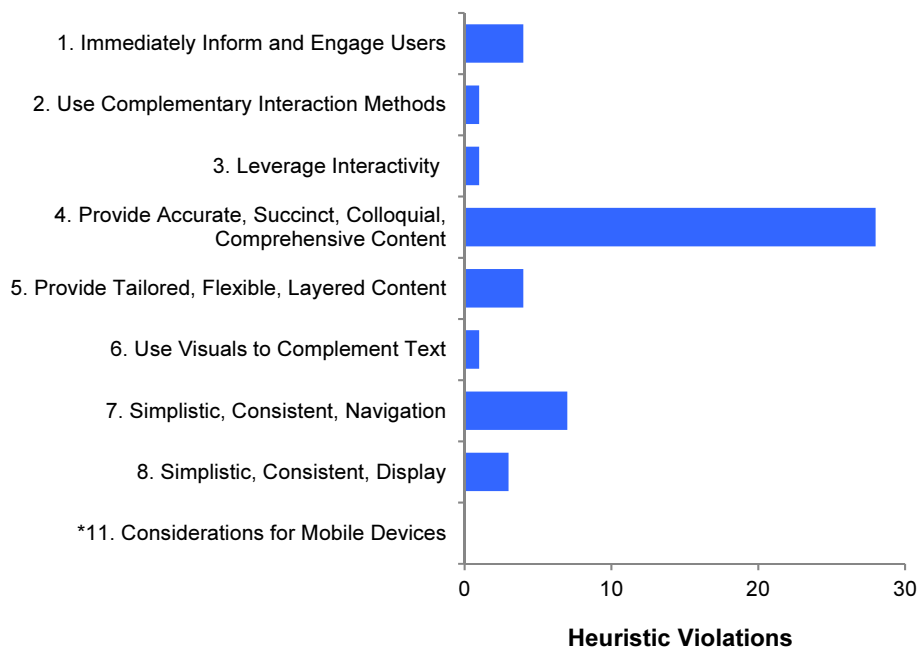 1. Immediately Inform and Engage Users
2. Use Complementary Interaction Methods
3. Leverage Interactivity
4. Provide Accurate, Succinct, Colloquial,
Comprehensive Content
5. Provide Tailored, Flexible, Layered Content
6. Use Visuals to Complement Text
7. Simplistic, Consistent, Navigation
8. Simplistic, Consistent, Display
*11. Considerations for Mobile Devices
0 10 20 30
Heuristic Violations